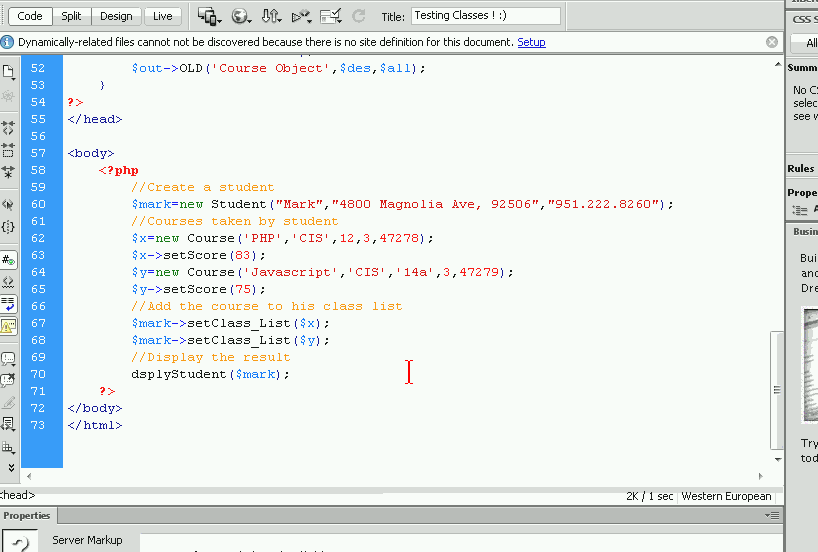 Code Split Design Live Title: Testing Classes ! :)
CSS S
Dynamically-related files cannot not be discovered because there is no site definition for this document. Setup
All
52 $out->OLD('Course Object',$des,$all);
53 }
54 ?>
55 </head>
56
57 <body>
58 <?php
59 //Create a student
60 $mark=new Student("Mark","4800 Magnolia Ave, 92506","951.222.8260");
61 //Courses taken by student
62 $x=new Course('PHP','CIS',12,3,47278);
63 $x->setScore(83);
64 $y=new Course('Javascript','CIS','14a',3,47279);
65 $y->setScore(75);
66 //Add the course to his class list
67 $mark->setClass_List($x);
68 $mark->setClass_List($y);
69 //Display the result
70 dsplyStudent($mark);
71 ?>
72 </body>
73 </html>
Summ
No C
selec
see w
Rules
Prope
Busin
Bui
and
Dre
Try
tod
<head>
2K / 1 sec Western European
Properties
Server Markup